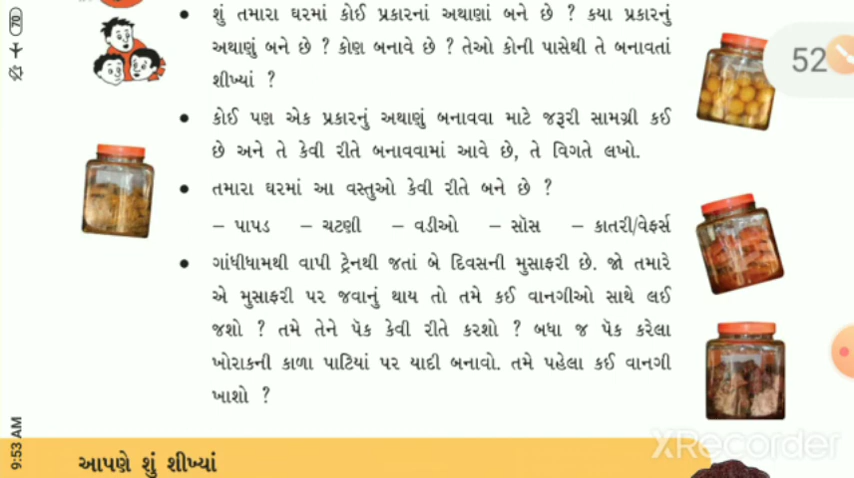 70
52
• શું તમારા ઘરમાં કોઈ પ્રકારનાં અથાણાં બને છે ? કયા પ્રકારનું
અથાણું બને છે ? કોણ બનાવે છે ? તેઓ કોની પાસેથી તે બનાવતાં
શીખ્યાં ?
• કોઈ પણ એક પ્રકારનું અથાણું બનાવવા માટે જરૂરી સામગ્રી કઈ
છે અને તે કેવી રીતે બનાવવામાં આવે છે, તે વિગતે લખો.
• તમારા ઘરમાં આ વસ્તુઓ કેવી રીતે બને છે ?
– પાપડ – ચટણી – વડીઓ – સૉસ – કાતરી/વેફર્સ
• ગાંધીધામથી વાપી ટ્રેનથી જતાં બે દિવસની મુસાફરી છે. જો તમારે
એ મુસાફરી પર જવાનું થાય તો તમે કઈ વાનગીઓ સાથે લઈ
જશો ? તમે તેને પૅક કેવી રીતે કરશો ? બધા જ પૅક કરેલા
ખોરાકની કાળા પાટિયાં પર યાદી બનાવો. તમે પહેલા કઈ વાનગી
ખાશો ?
9:53 AM
XRecorder
આપણે શું શીખ્યાં